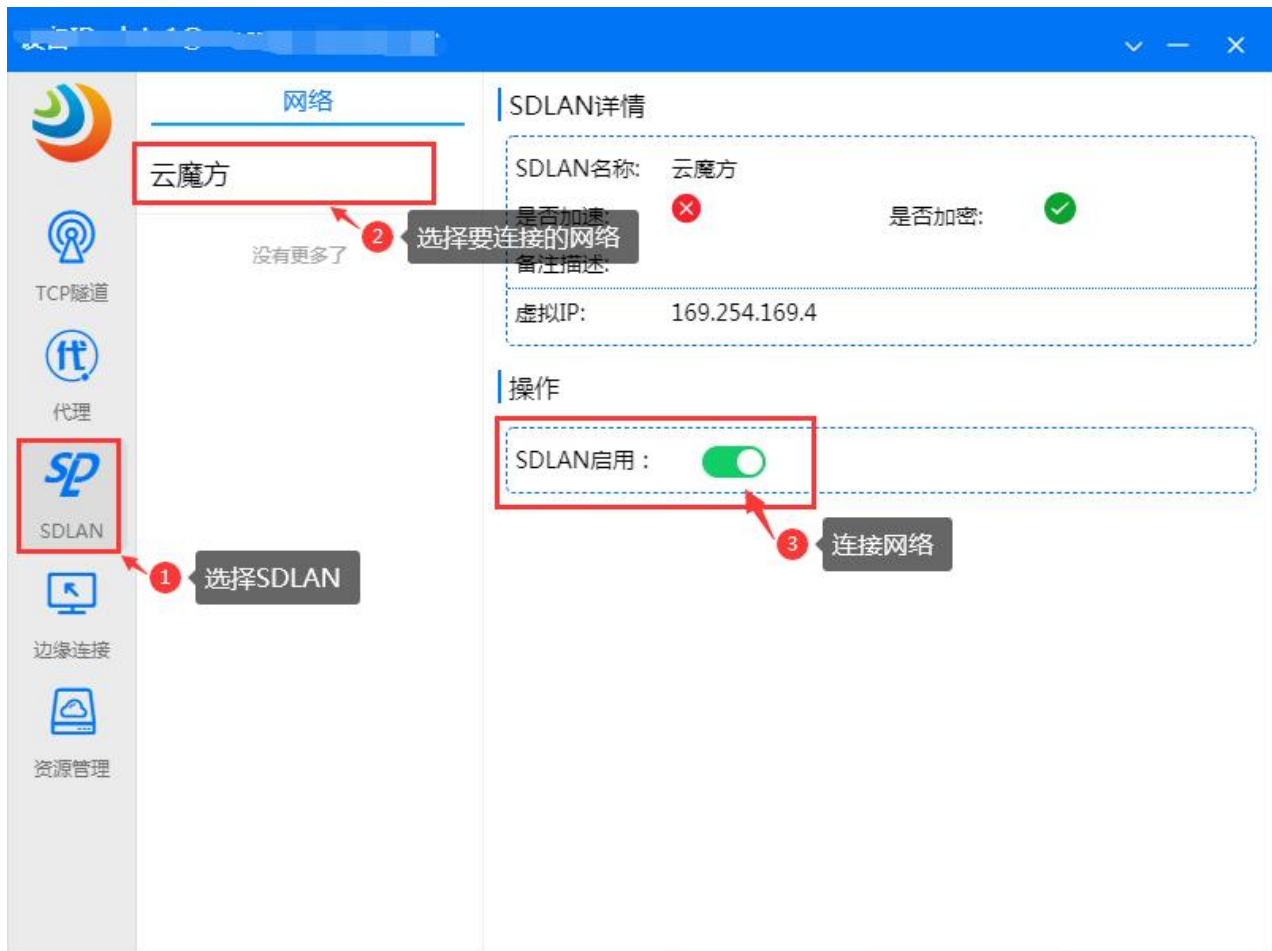 网络
云魔方
没有更多了
TCP隧道
代
代理
SDL
SDLAN
边缘连接
资源管理
SDLAN详情
SDLAN名称: 云魔方
是否加速: 是否加密:
备注描述:
虚拟IP: 169.254.169.4
操作
SDLAN启用：
1 选择SDLAN
2 选择要连接的网络
3 连接网络